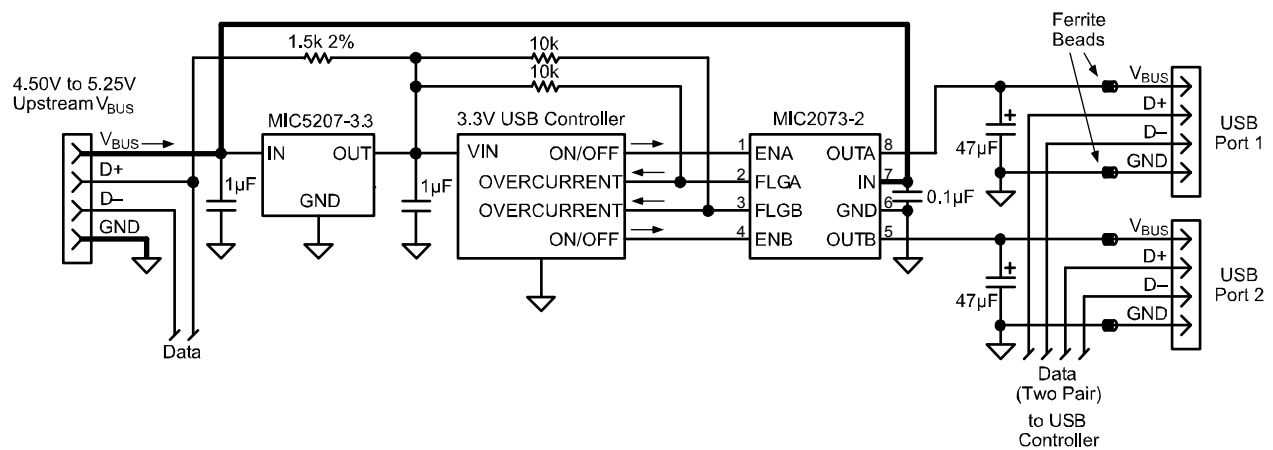 4.50V to 5.25V
Upstream VBUS
VBUS
D+
D–
GND
Data
1.5k 2%
10k
10k
MIC5207-3.3
IN
OUT
GND
1µF
1µF
3.3V USB Controller
VIN
ON/OFF
OVERCURRENT
OVERCURRENT
ON/OFF
MIC2073-2
1
ENA
2
FLGA
3
FLGB
4
ENB
OUTA
8
IN
7
GND
6
OUTB
5
0.1µF
47µF
+
47µF
+
Ferrite
Beads
VBUS
D+
D–
GND
USB
Port 1
VBUS
D+
D–
GND
USB
Port 2
Data
(Two Pair)
to USB
Controller